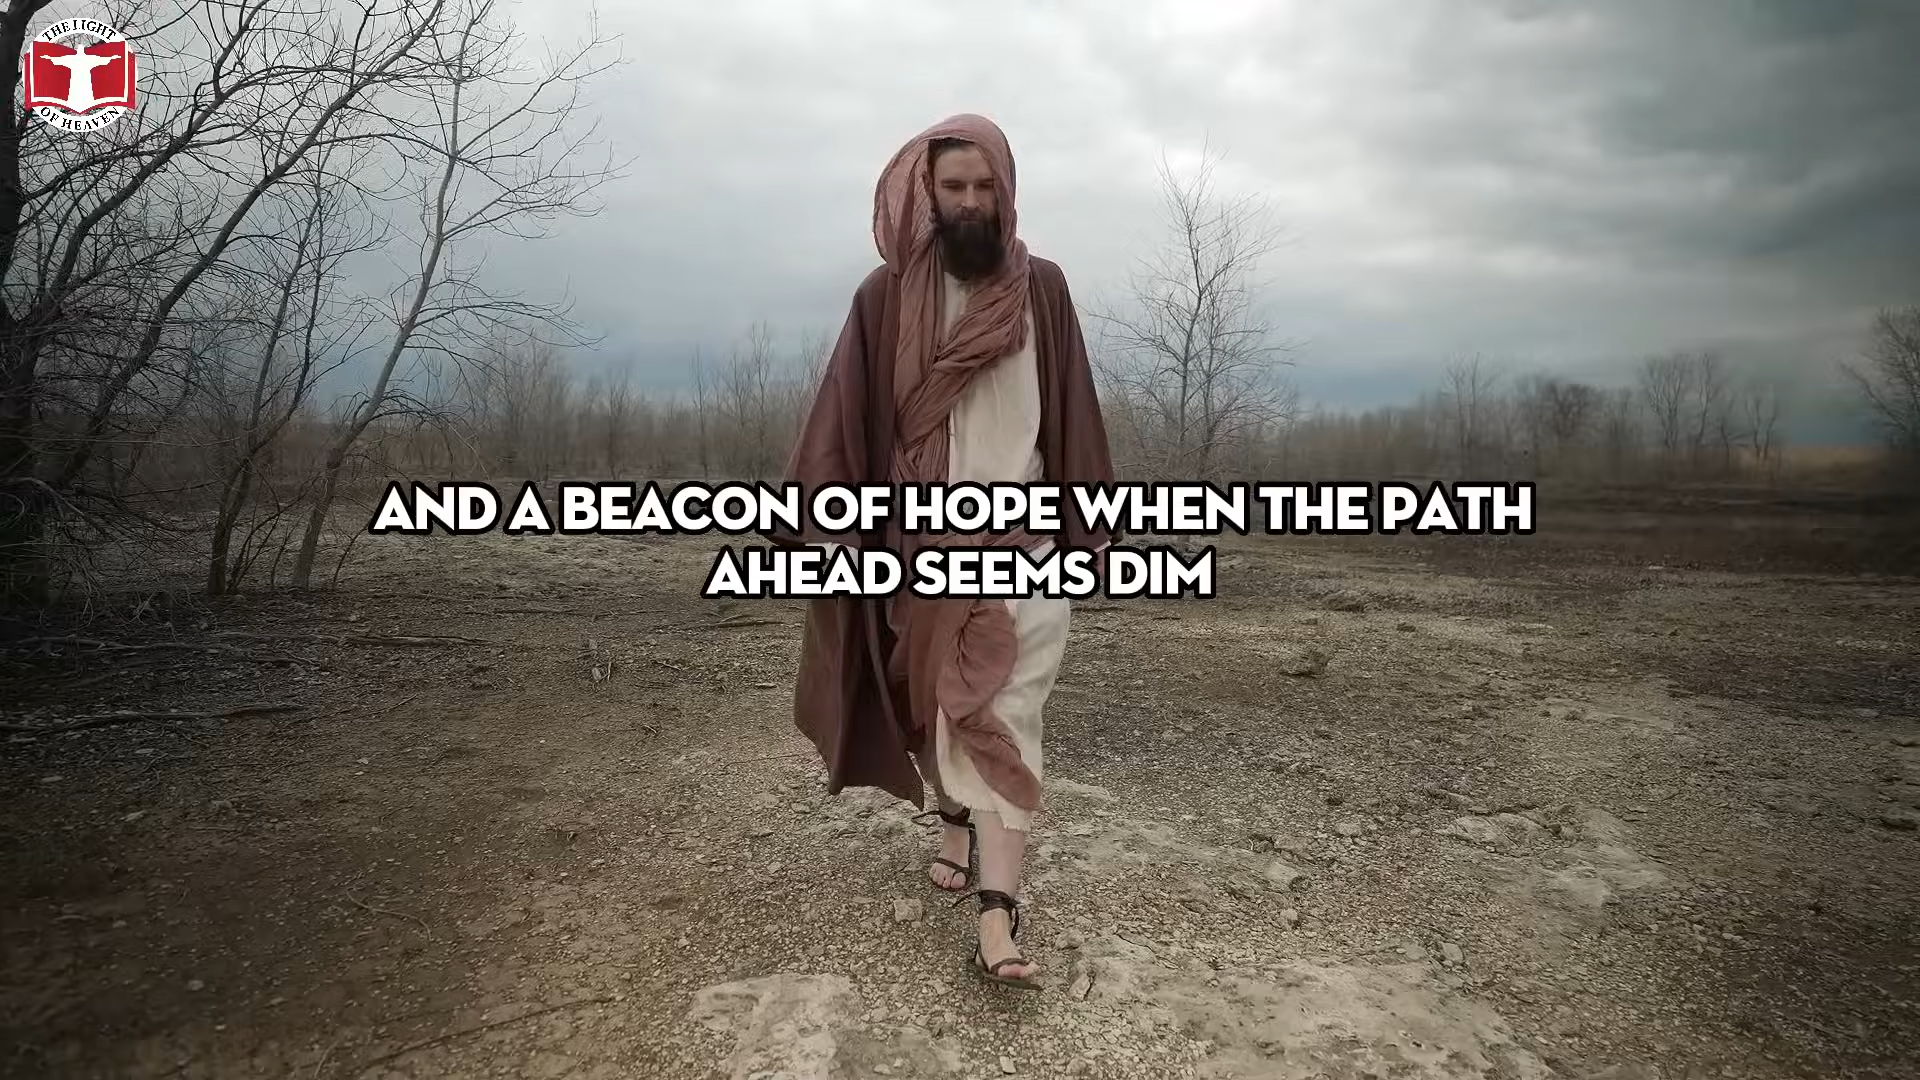 THE LIGHT
OF HEAVEN
AND A BEACON OF HOPE WHEN THE PATH
AHEAD SEEMS DIM